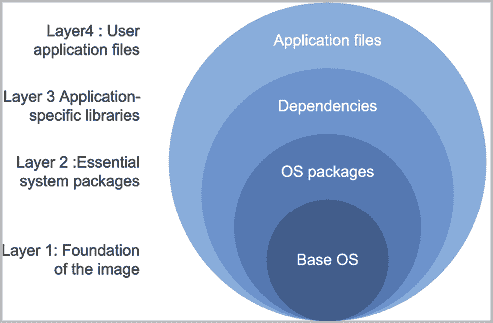 Layer4 : User
application files
Application files
Layer 3 Application-
specific libraries
Dependencies
Layer 2 :Essential
system packages
OS packages
Layer 1: Foundation
of the image
Base OS